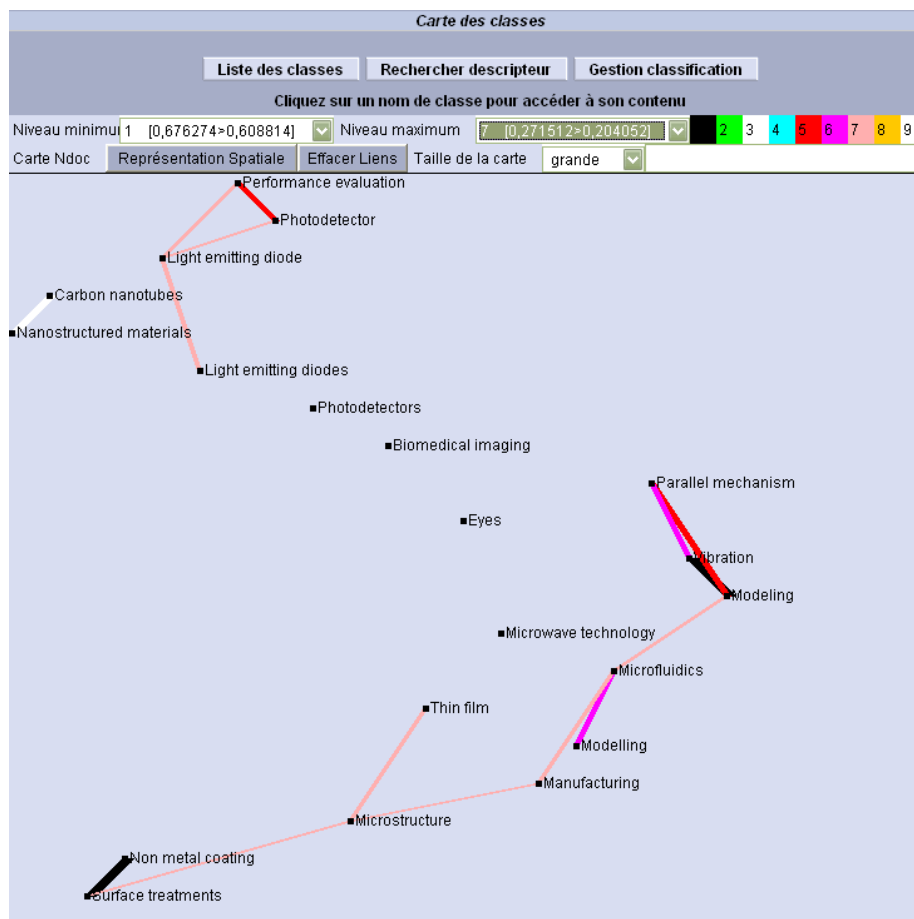 Carte des classes
Liste des classes Rechercher descripteur Gestion classification
Cliquez sur un nom de classe pour accéder à son contenu
Niveau minimu 1 [0,676274>0,608814] Niveau maximum 7 [0,271512>0,204052] 2 3 4 5 6 7 8 9
Carte Ndoc Représentation Spatiale Effacer Liens Taille de la carte grande
Performance evaluation
Photodetector
Light emitting diode
Carbon nanotubes
Nanostructured materials
Light emitting diodes
Photodetectors
Biomedical imaging
Parallel mechanism
Eyes
Vibration
Modeling
Microwave technology
Microfluidics
Thin film
Modelling
Manufacturing
Microstructure
Non metal coating
Surface treatments